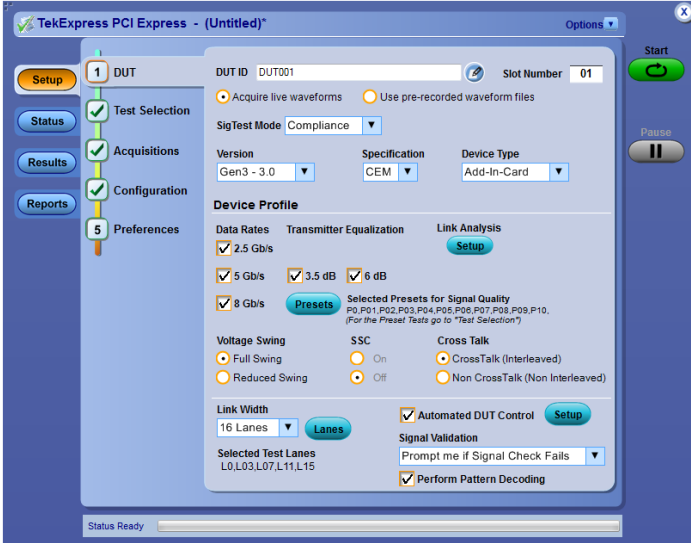 TekExpress PCI Express - (Untitled)*
Options
x
Start
Setup
1 DUT
DUT ID DUT001
Slot Number 01
Acquire live waveforms Use pre-recorded waveform files
Status
Test Selection
SigTest Mode Compliance
Pause
Results
Acquisitions
Version Specification Device Type
Gen3 - 3.0 CEM Add-In-Card
Reports
Configuration
Device Profile
5 Preferences
Data Rates Transmitter Equalization Link Analysis
2.5 Gb/s Setup
5 Gb/s 3.5 dB 6 dB
8 Gb/s Presets
Selected Presets for Signal Quality
P0,P01,P02,P03,P04,P05,P06,P07,P08,P09,P10,
(For the Preset Tests go to "Test Selection")
Voltage Swing SSC Cross Talk
Full Swing On CrossTalk (Interleaved)
Reduced Swing Off Non CrossTalk (Non Interleaved)
Link Width
16 Lanes Lanes
Automated DUT Control Setup
Signal Validation
Selected Test Lanes
L0,L03,L07,L11,L15
Prompt me if Signal Check Fails
Perform Pattern Decoding
Status Ready